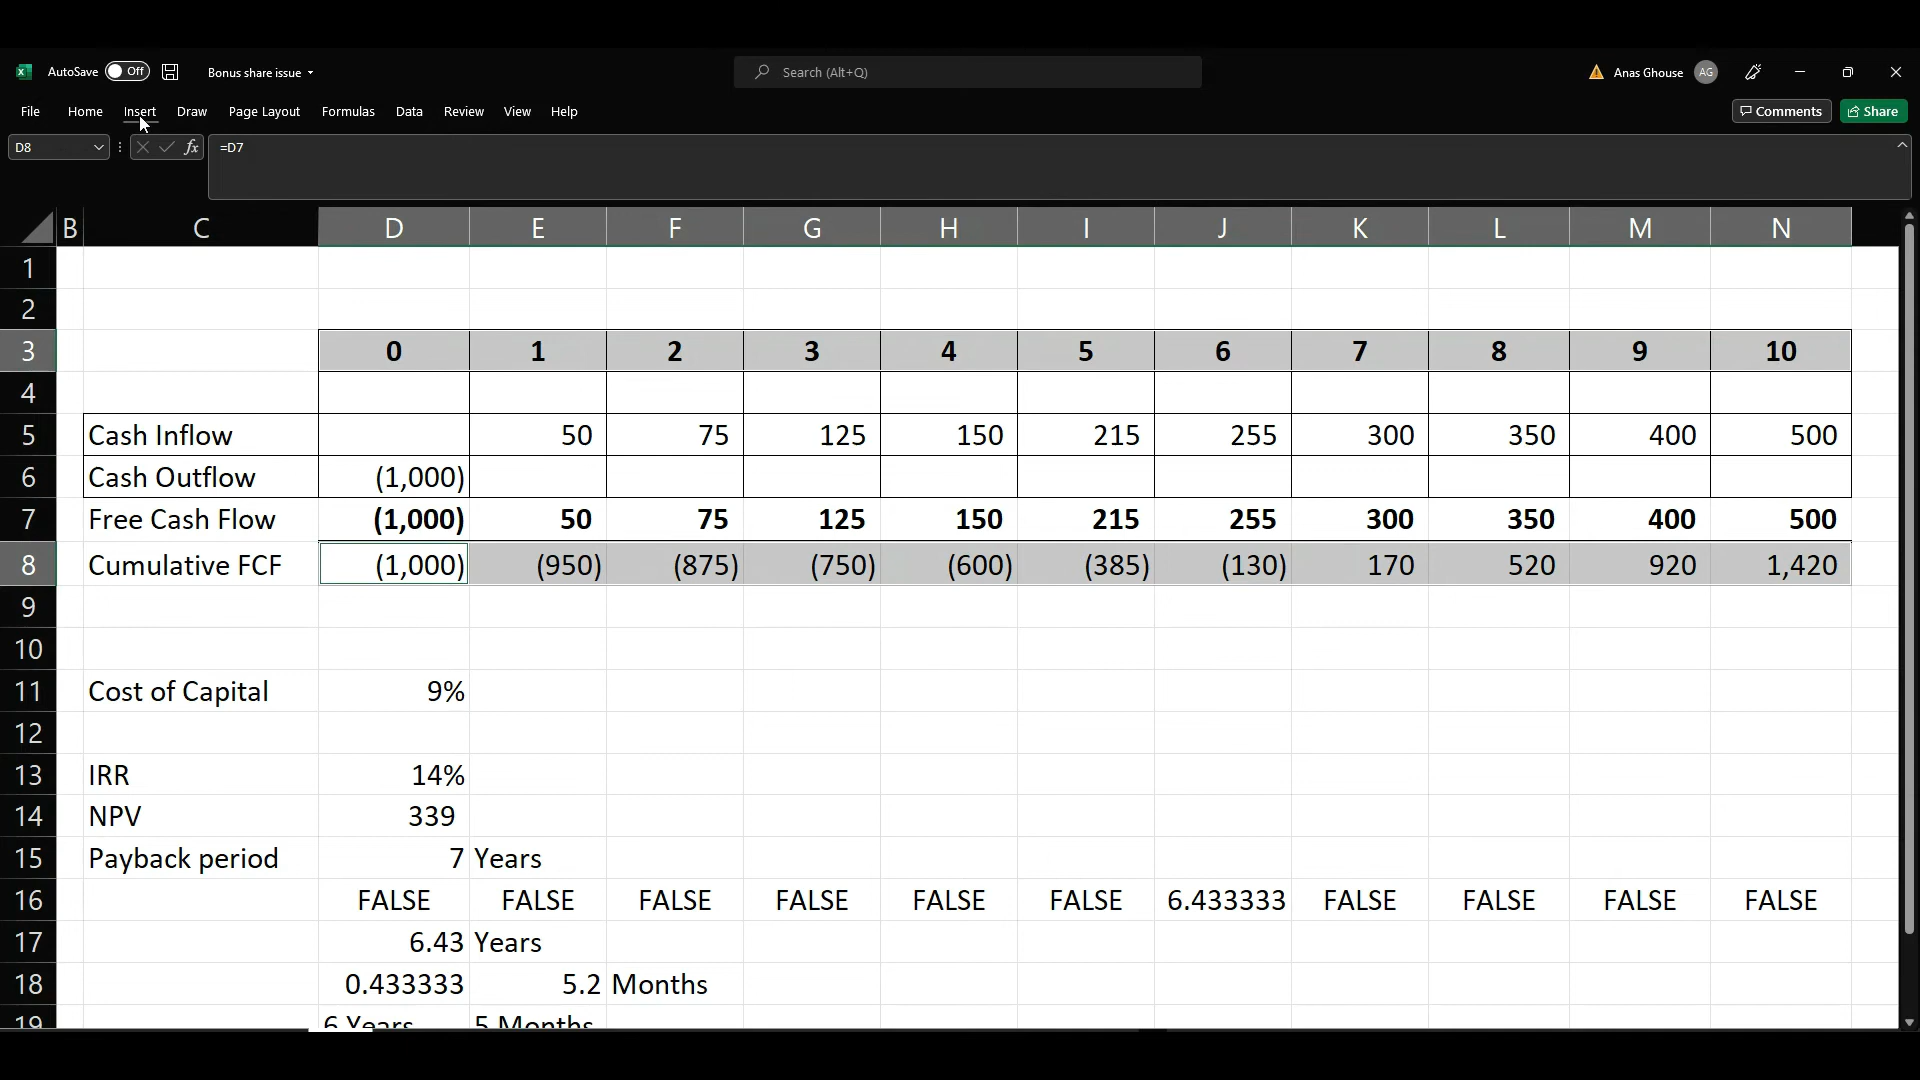 AutoSave Off Bonus share issue Search (Alt+Q) Anas Ghouse AG
File Home Insert Draw Page Layout Formulas Data Review View Help Comments Share
D8 fx =D7
B C D E F G H I J K L M N
1
2
3 0 1 2 3 4 5 6 7 8 9 10
4
5 Cash Inflow 50 75 125 150 215 255 300 350 400 500
6 Cash Outflow (1,000)
7 Free Cash Flow (1,000) 50 75 125 150 215 255 300 350 400 500
8 Cumulative FCF (1,000) (950) (875) (750) (600) (385) (130) 170 520 920 1,420
9
10
11 Cost of Capital 9%
12
13 IRR 14%
14 NPV 339
15 Payback period 7 Years
16 FALSE FALSE FALSE FALSE FALSE FALSE 6.433333 FALSE FALSE FALSE FALSE
17 6.43 Years
18 0.433333 5.2 Months
19 6 Years 5 Months